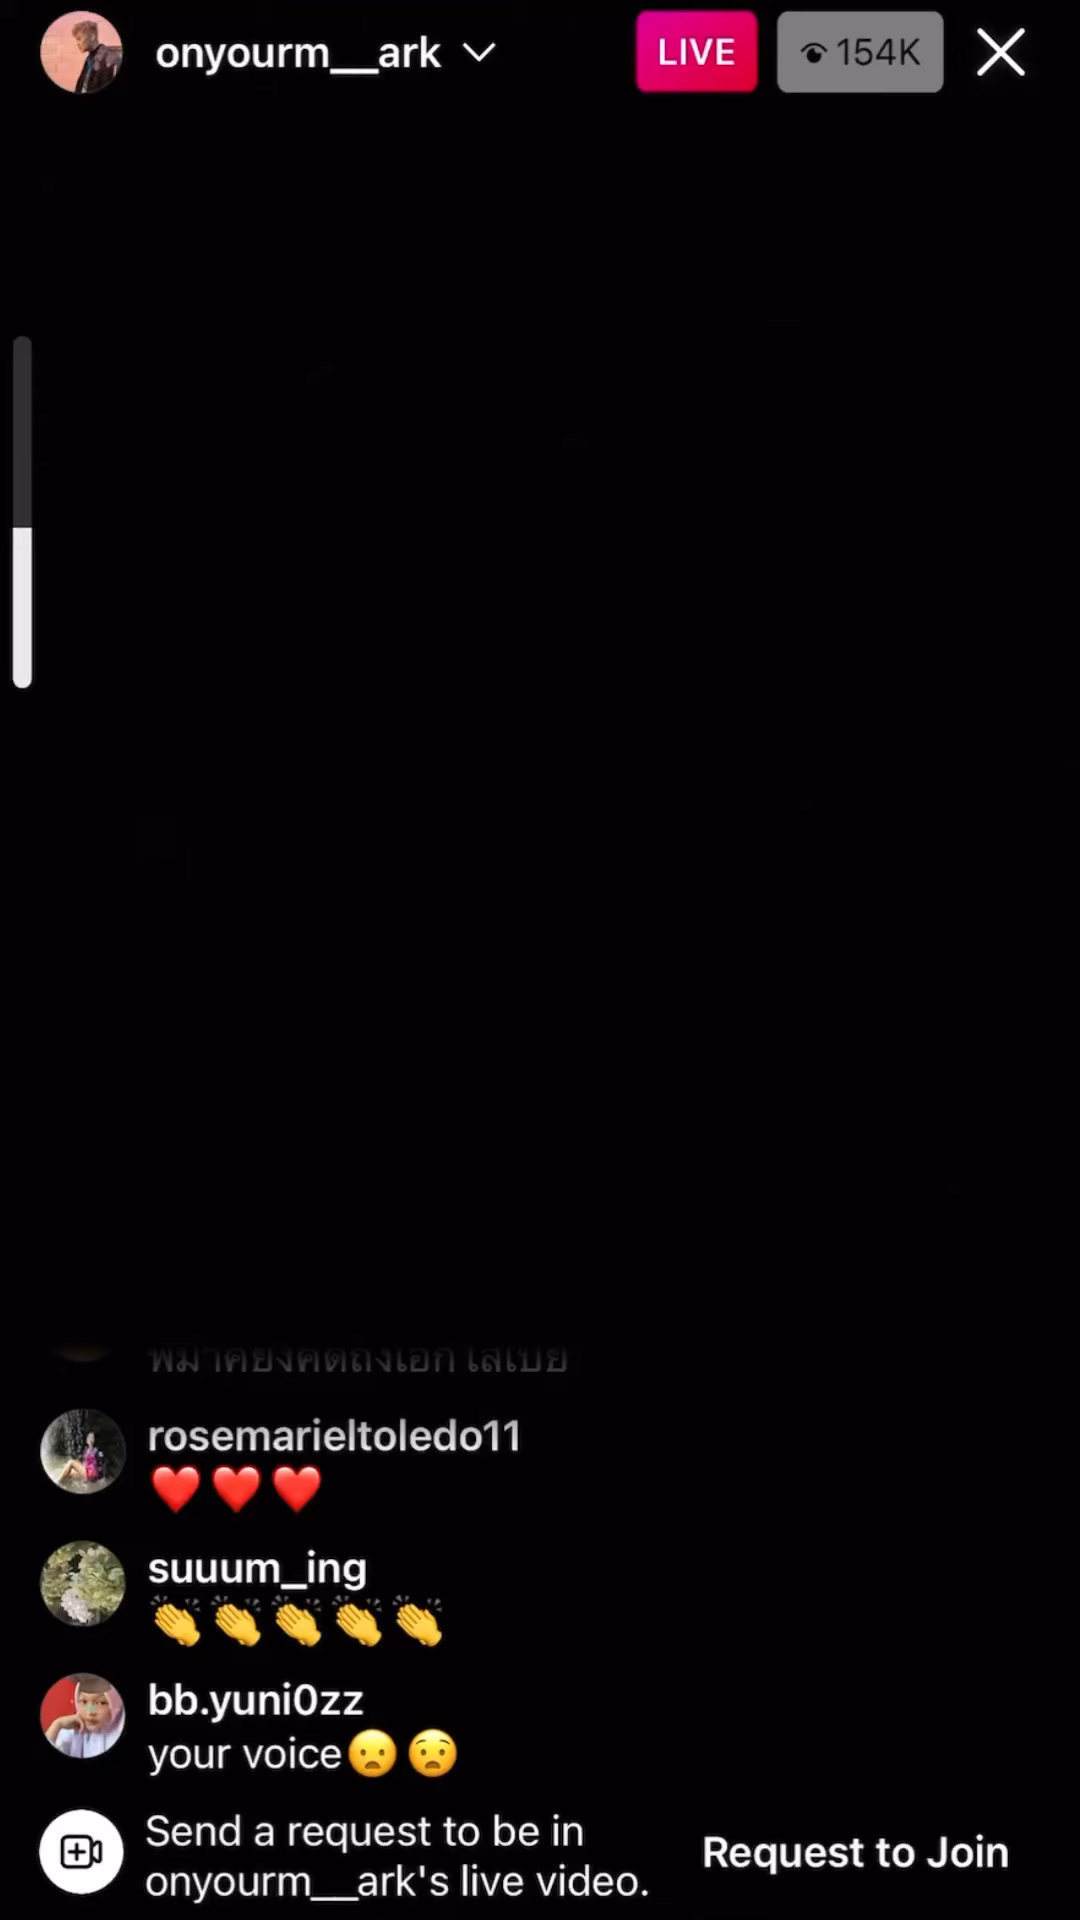 onyourm__ark
LIVE
154K
rosemarieltoledo11
❤️❤️❤️
suuum_ing
👏👏👏👏👏
bb.yuni0zz
your voice😦😧
Send a request to be in
onyourm__ark's live video.
Request to Join